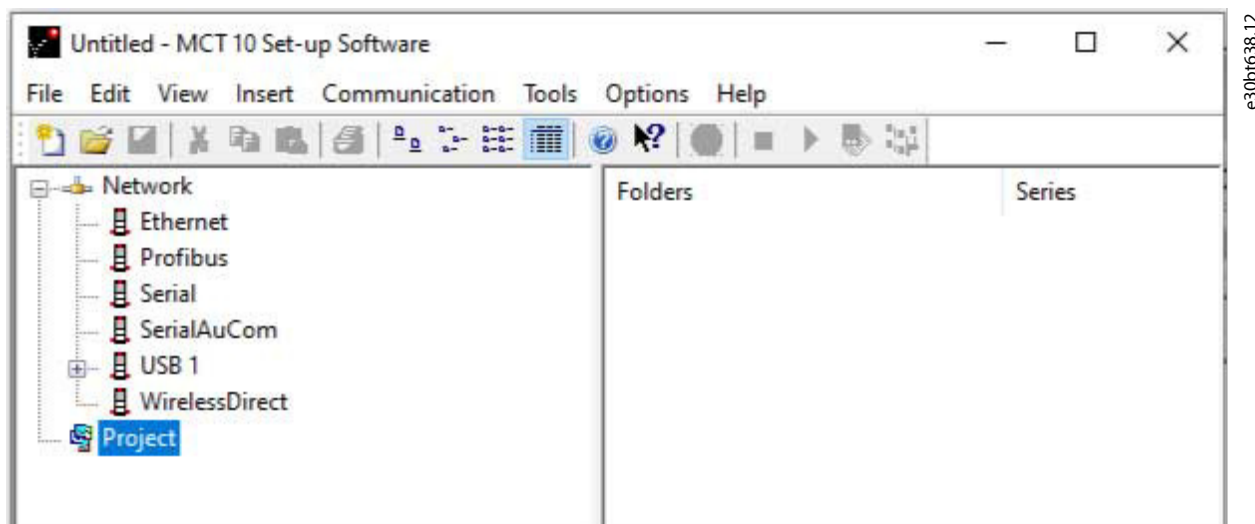 Untitled - MCT 10 Set-up Software
File Edit View Insert Communication Tools Options Help
Network
Ethernet
Profibus
Serial
SerialAuCom
USB 1
WirelessDirect
Project
Folders Series
e30bt638.12